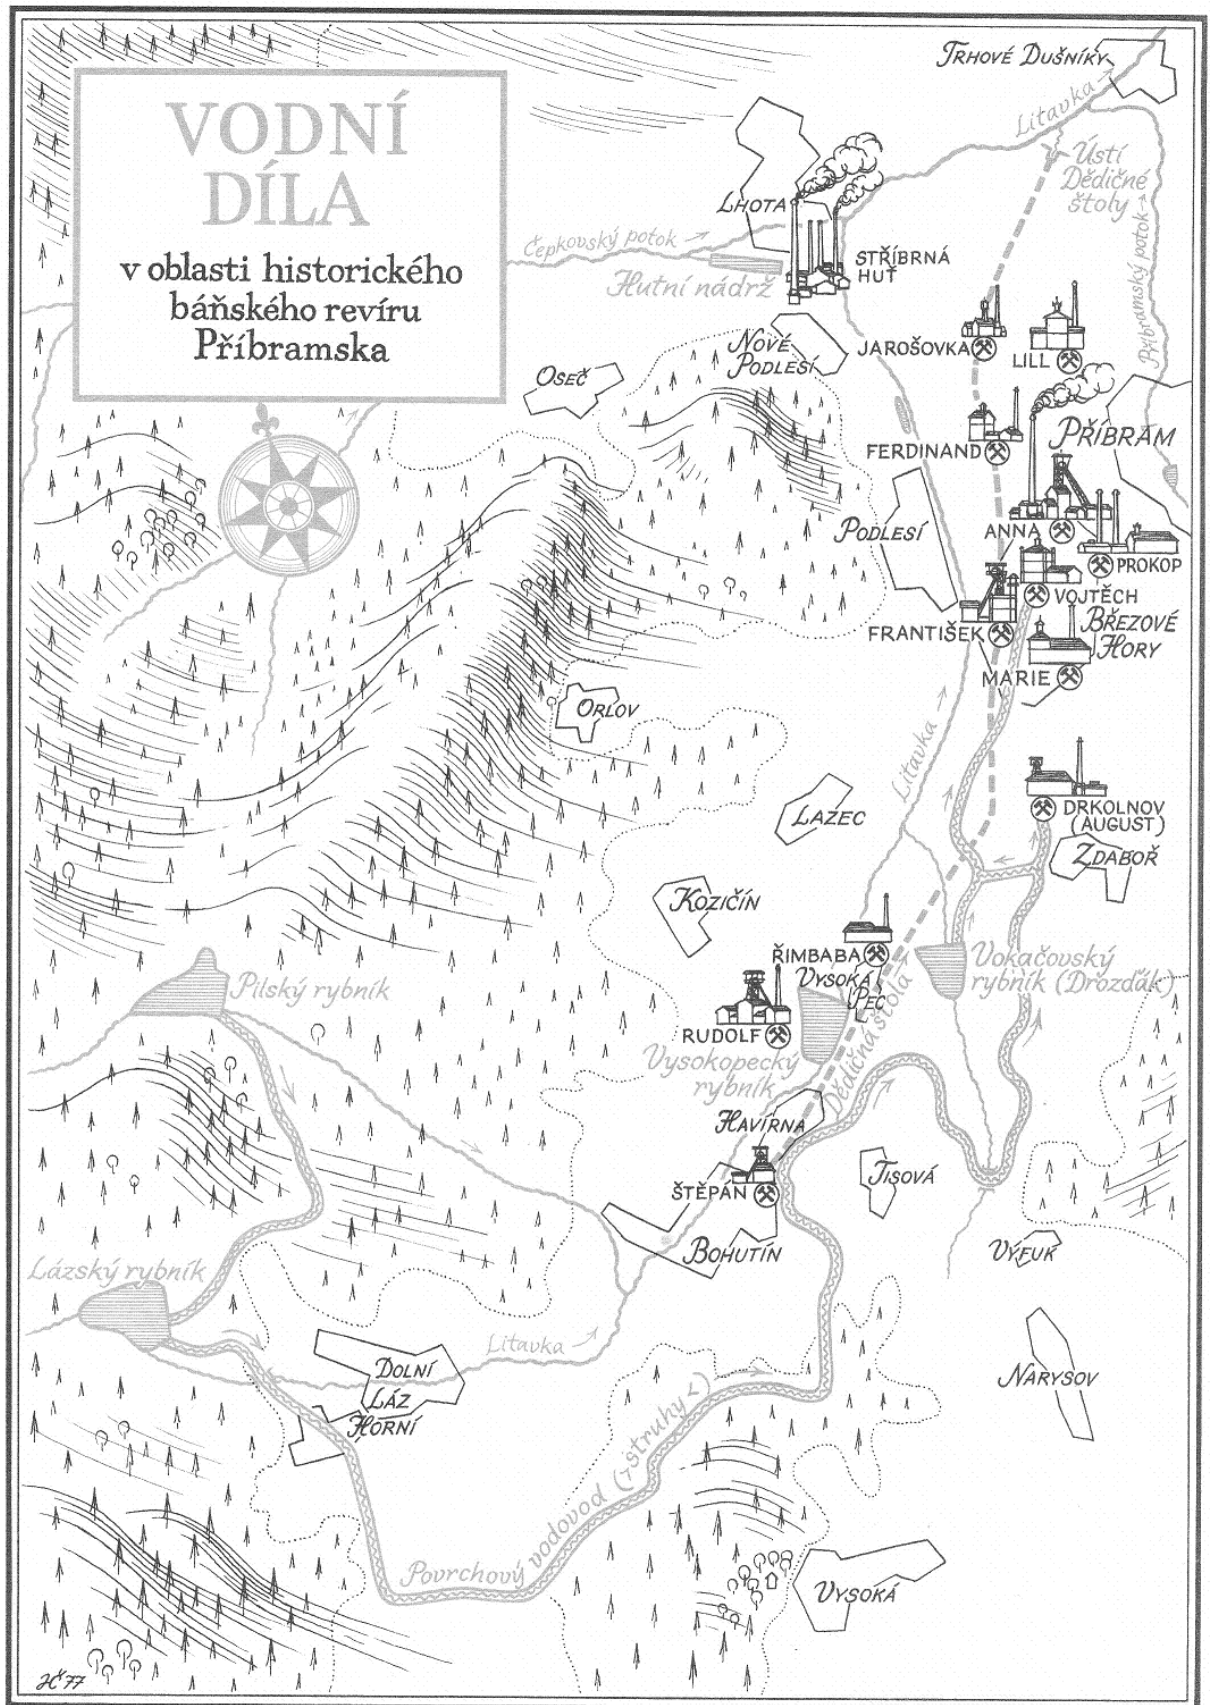 VODNÍ
DÍLA
v oblasti historického
báňského revíru
Příbramska
TRHOVÉ DUŠNÍKY
Litavka
Ústí
Dědičné
štoly
LHOTA
Čepkovský potok
STŘÍBRNÁ
HUŤ
Hutní nádrž
Příbramský potok
NOVÉ
PODLESÍ
JAROŠOVKA
LILL
OSEČ
FERDINAND
PŘÍBRAM
PODLESÍ
ANNA
PROKOP
VOJTĚCH
FRANTIŠEK
BŘEZOVÉ
HORY
MARIE
ORLOV
Litavka
LAZEC
DRKOLNOV
(AUGUST)
ZDABOŘ
KOZIČÍN
ŘIMBABA
VYSOKÁ
PEC
Vokačovský
rybník (Drozďák)
Pilský rybník
RUDOLF
Vysokopecký
rybník
Dědičná štola
HAVÍRNA
ŠTĚPÁN
TISOVÁ
BOHUTÍN
VÝFUK
Lázský rybník
Litavka
DOLNÍ
LÁZ
HORNÍ
NARYSOV
Povrchový vodovod (struhy)
VYSOKÁ
JČ 77